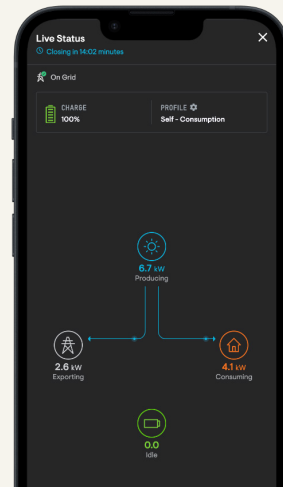 Live Status
Closing in 14:02 minutes
On Grid
CHARGE
100%
PROFILE
Self - Consumption
6.7 kW
Producing
2.6 kW
Exporting
4.1 kW
Consuming
0.0
Idle